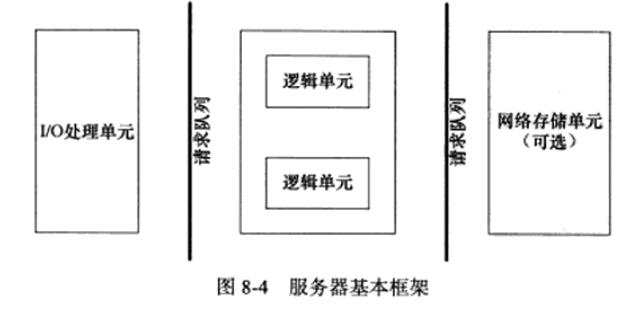 I/O处理单元
请求队列
逻辑单元
逻辑单元
请求队列
网络存储单元
（可选）
图 8-4 服务器基本框架